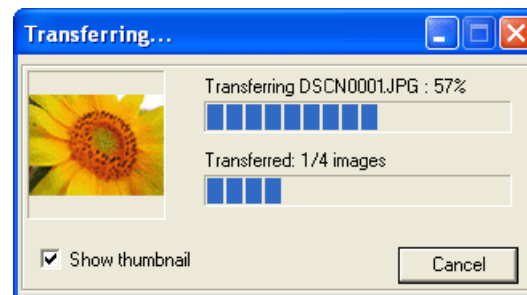 Transferring...
Transferring DSCN0001.JPG : 57%
Transferred: 1/4 images
Show thumbnail
Cancel